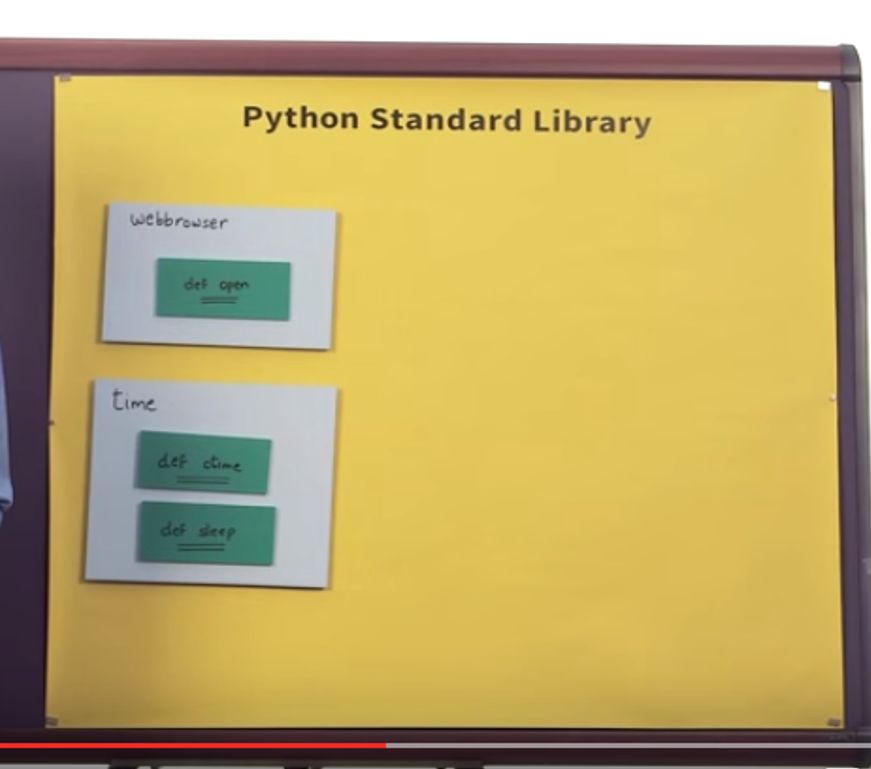 Python Standard Library
webbrowser
def open
time
def ctime
def sleep